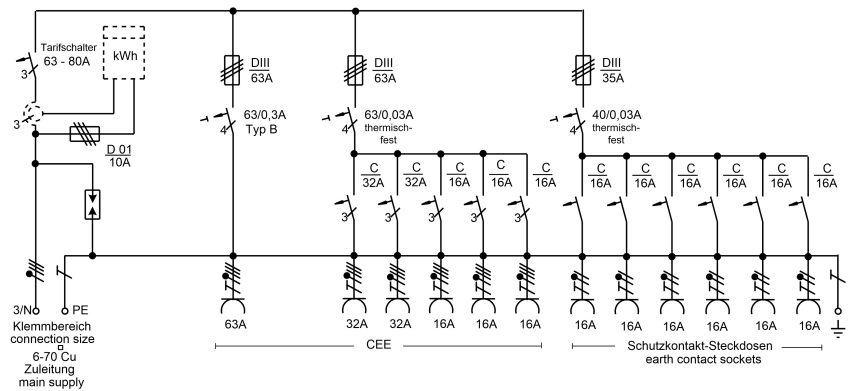 Tarifschalter
63 - 80A
3
kWh
3
D 01
10A
DIII
63A
63/0,3A
Typ B
4
DIII
63A
63/0,03A
thermisch-
fest
4
DIII
35A
40/0,03A
thermisch-
fest
4
C
32A
C
32A
C
16A
C
16A
C
16A
C
16A
C
16A
C
16A
C
16A
C
16A
C
16A
3
3
3
3
3
3/N
PE
Klemmbereich
connection size
6-70 Cu
Zuleitung
main supply
63A
32A
32A
16A
16A
16A
16A
16A
16A
16A
16A
16A
CEE
Schutzkontakt-Steckdosen
earth contact sockets